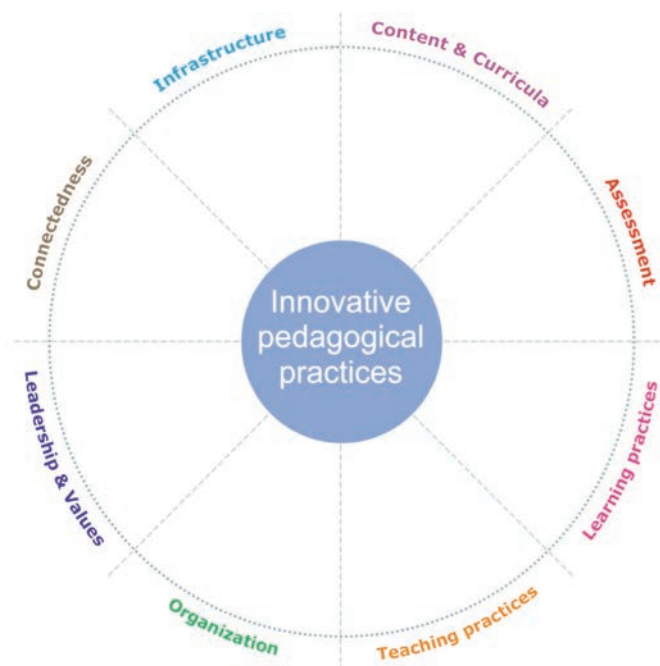 Infrastructure
Content & Curricula
Connectedness
Assessment
Innovative
pedagogical
practices
Leadership & Values
Learning practices
Organization
Teaching practices